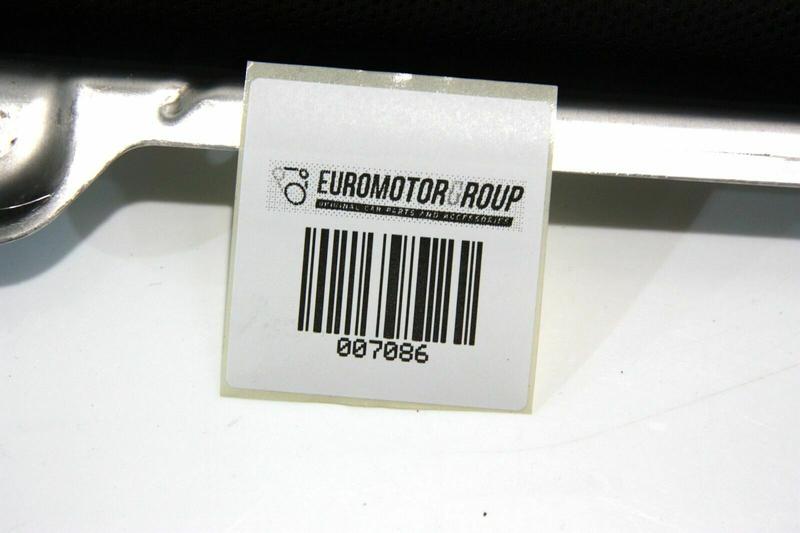 EUROMOTORGROUP
ORIGINAL CAR PARTS AND ACCESSORIES
007086